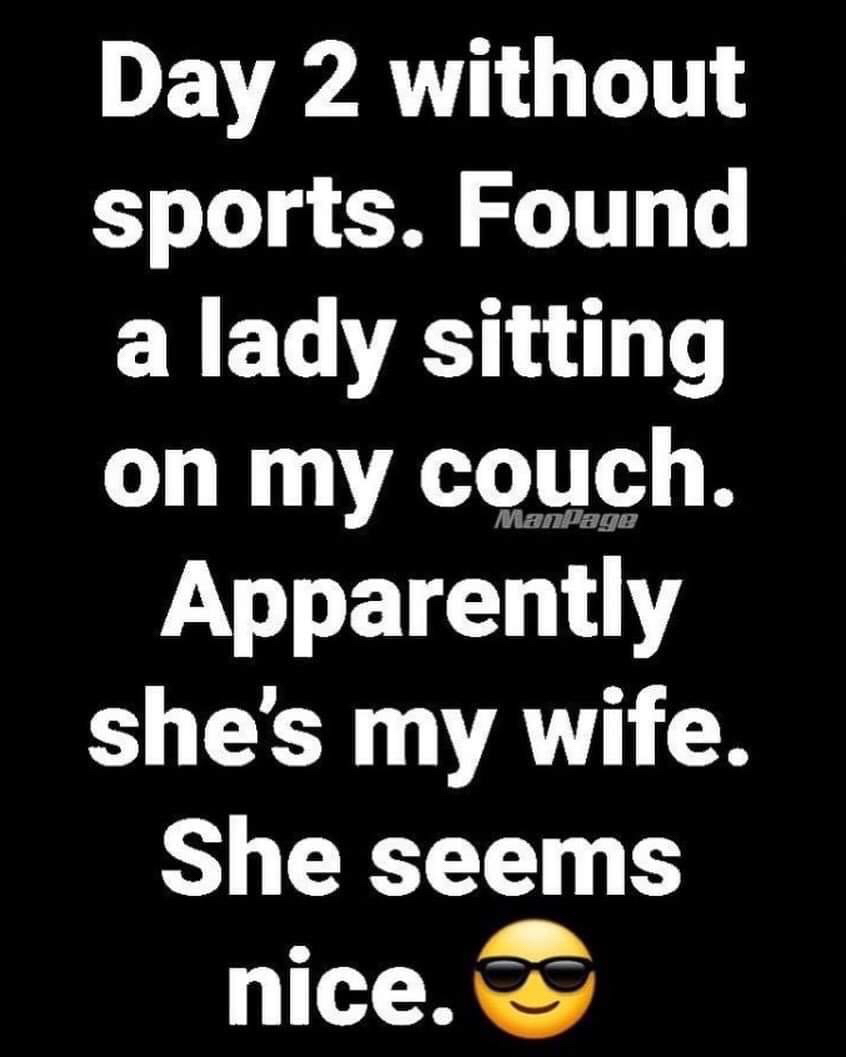 Day 2 without
sports. Found
a lady sitting
on my couch.
ManPage
Apparently
she's my wife.
She seems
nice.😎